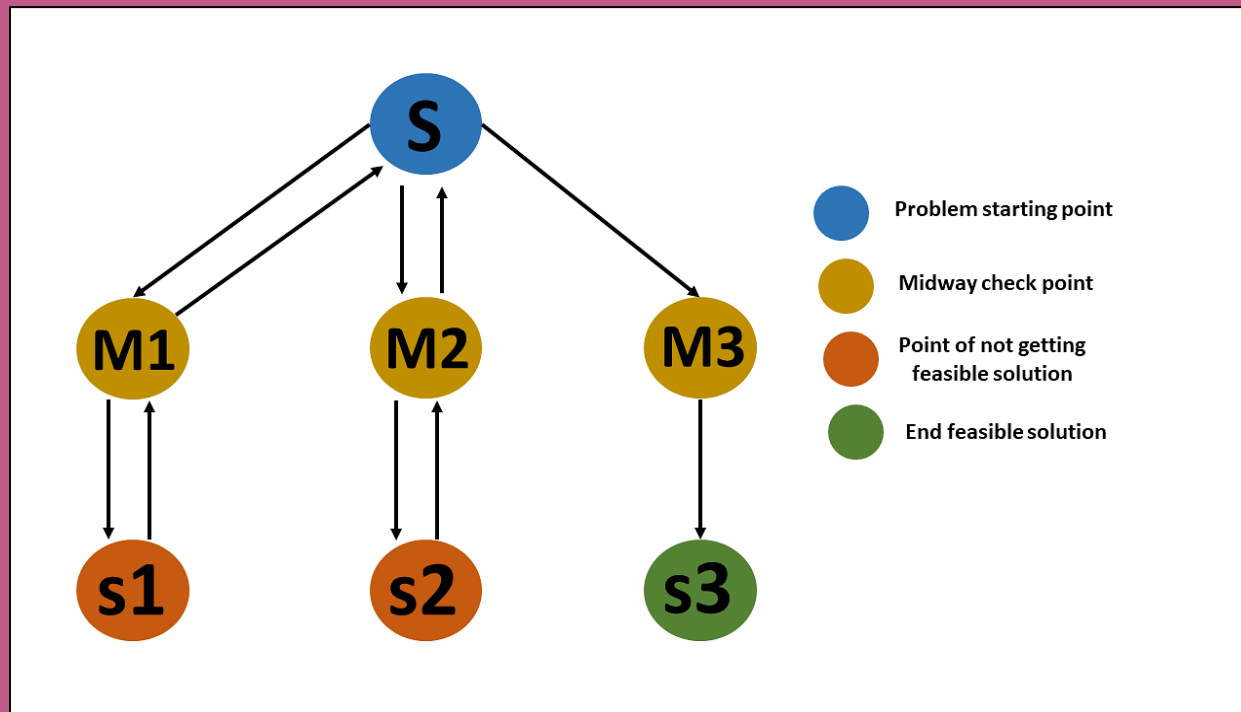 S
M1
M2
M3
s1
s2
s3
Problem starting point
Midway check point
Point of not getting
feasible solution
End feasible solution